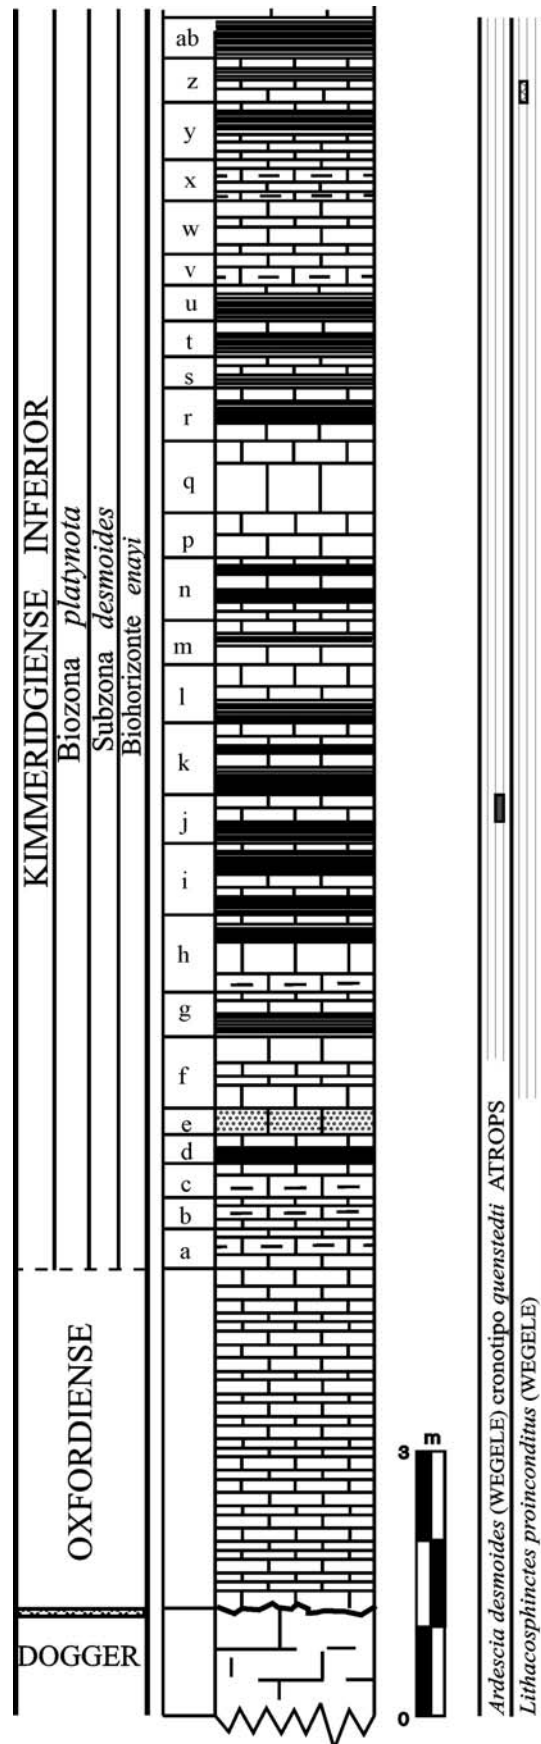 ab
z
y
x
w
v
u
t
s
r
q
p
n
m
l
k
j
i
h
g
f
e
d
c
b
a
KIMMERIDGIENSE INFERIOR
Biozona platynota
Subzona desmoides
Biohorizonte enayi
OXFORDIENSE
DOGGER
m
3
0
Ardescia desmoides (WEGELE) cronotipo quenstedti ATROPS
Lithacosphinctes proinconditus (WEGELE)